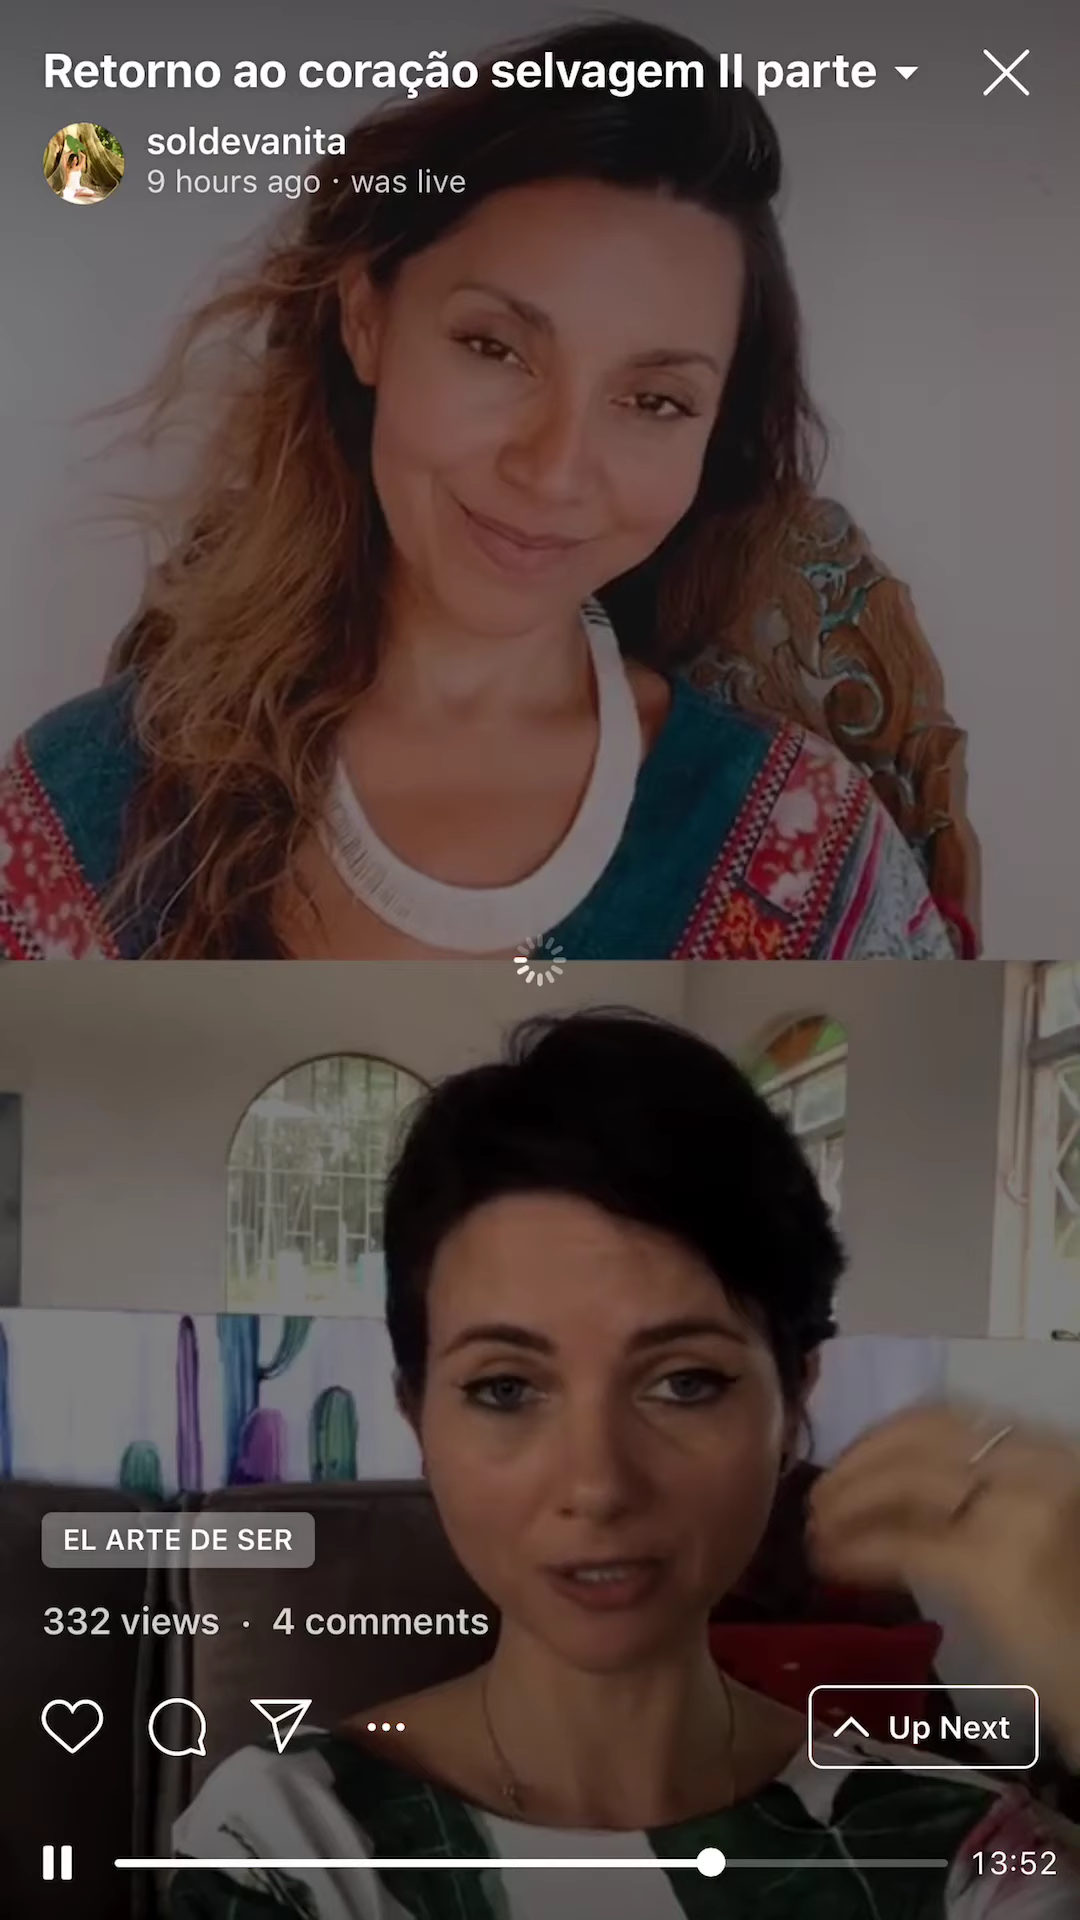 Retorno ao coração selvagem II parte
soldevanita
9 hours ago · was live
EL ARTE DE SER
332 views · 4 comments
Up Next
13:52